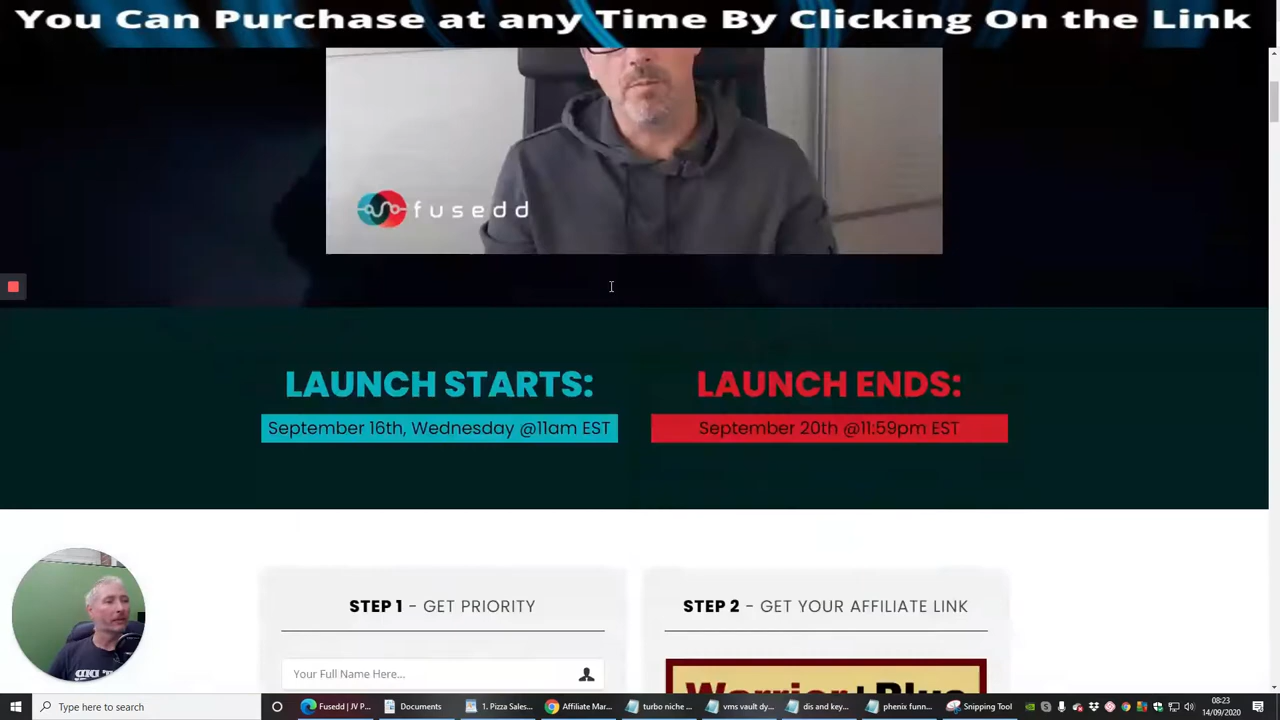 You Can Purchase at any Time By Clicking On the Link
fusedd
LAUNCH STARTS:
September 16th, Wednesday @11am EST
LAUNCH ENDS:
September 20th @11:59pm EST
STEP 1 - GET PRIORITY
Your Full Name Here...
STEP 2 - GET YOUR AFFILIATE LINK
Warrior+Plus
Type here to search
Fusedd | JV P...
Documents
1. Pizza Sales...
Affiliate Mar...
turbo niche ...
vms vault dy...
dis and key...
phenix funn...
Snipping Tool
08:23
14/09/2020